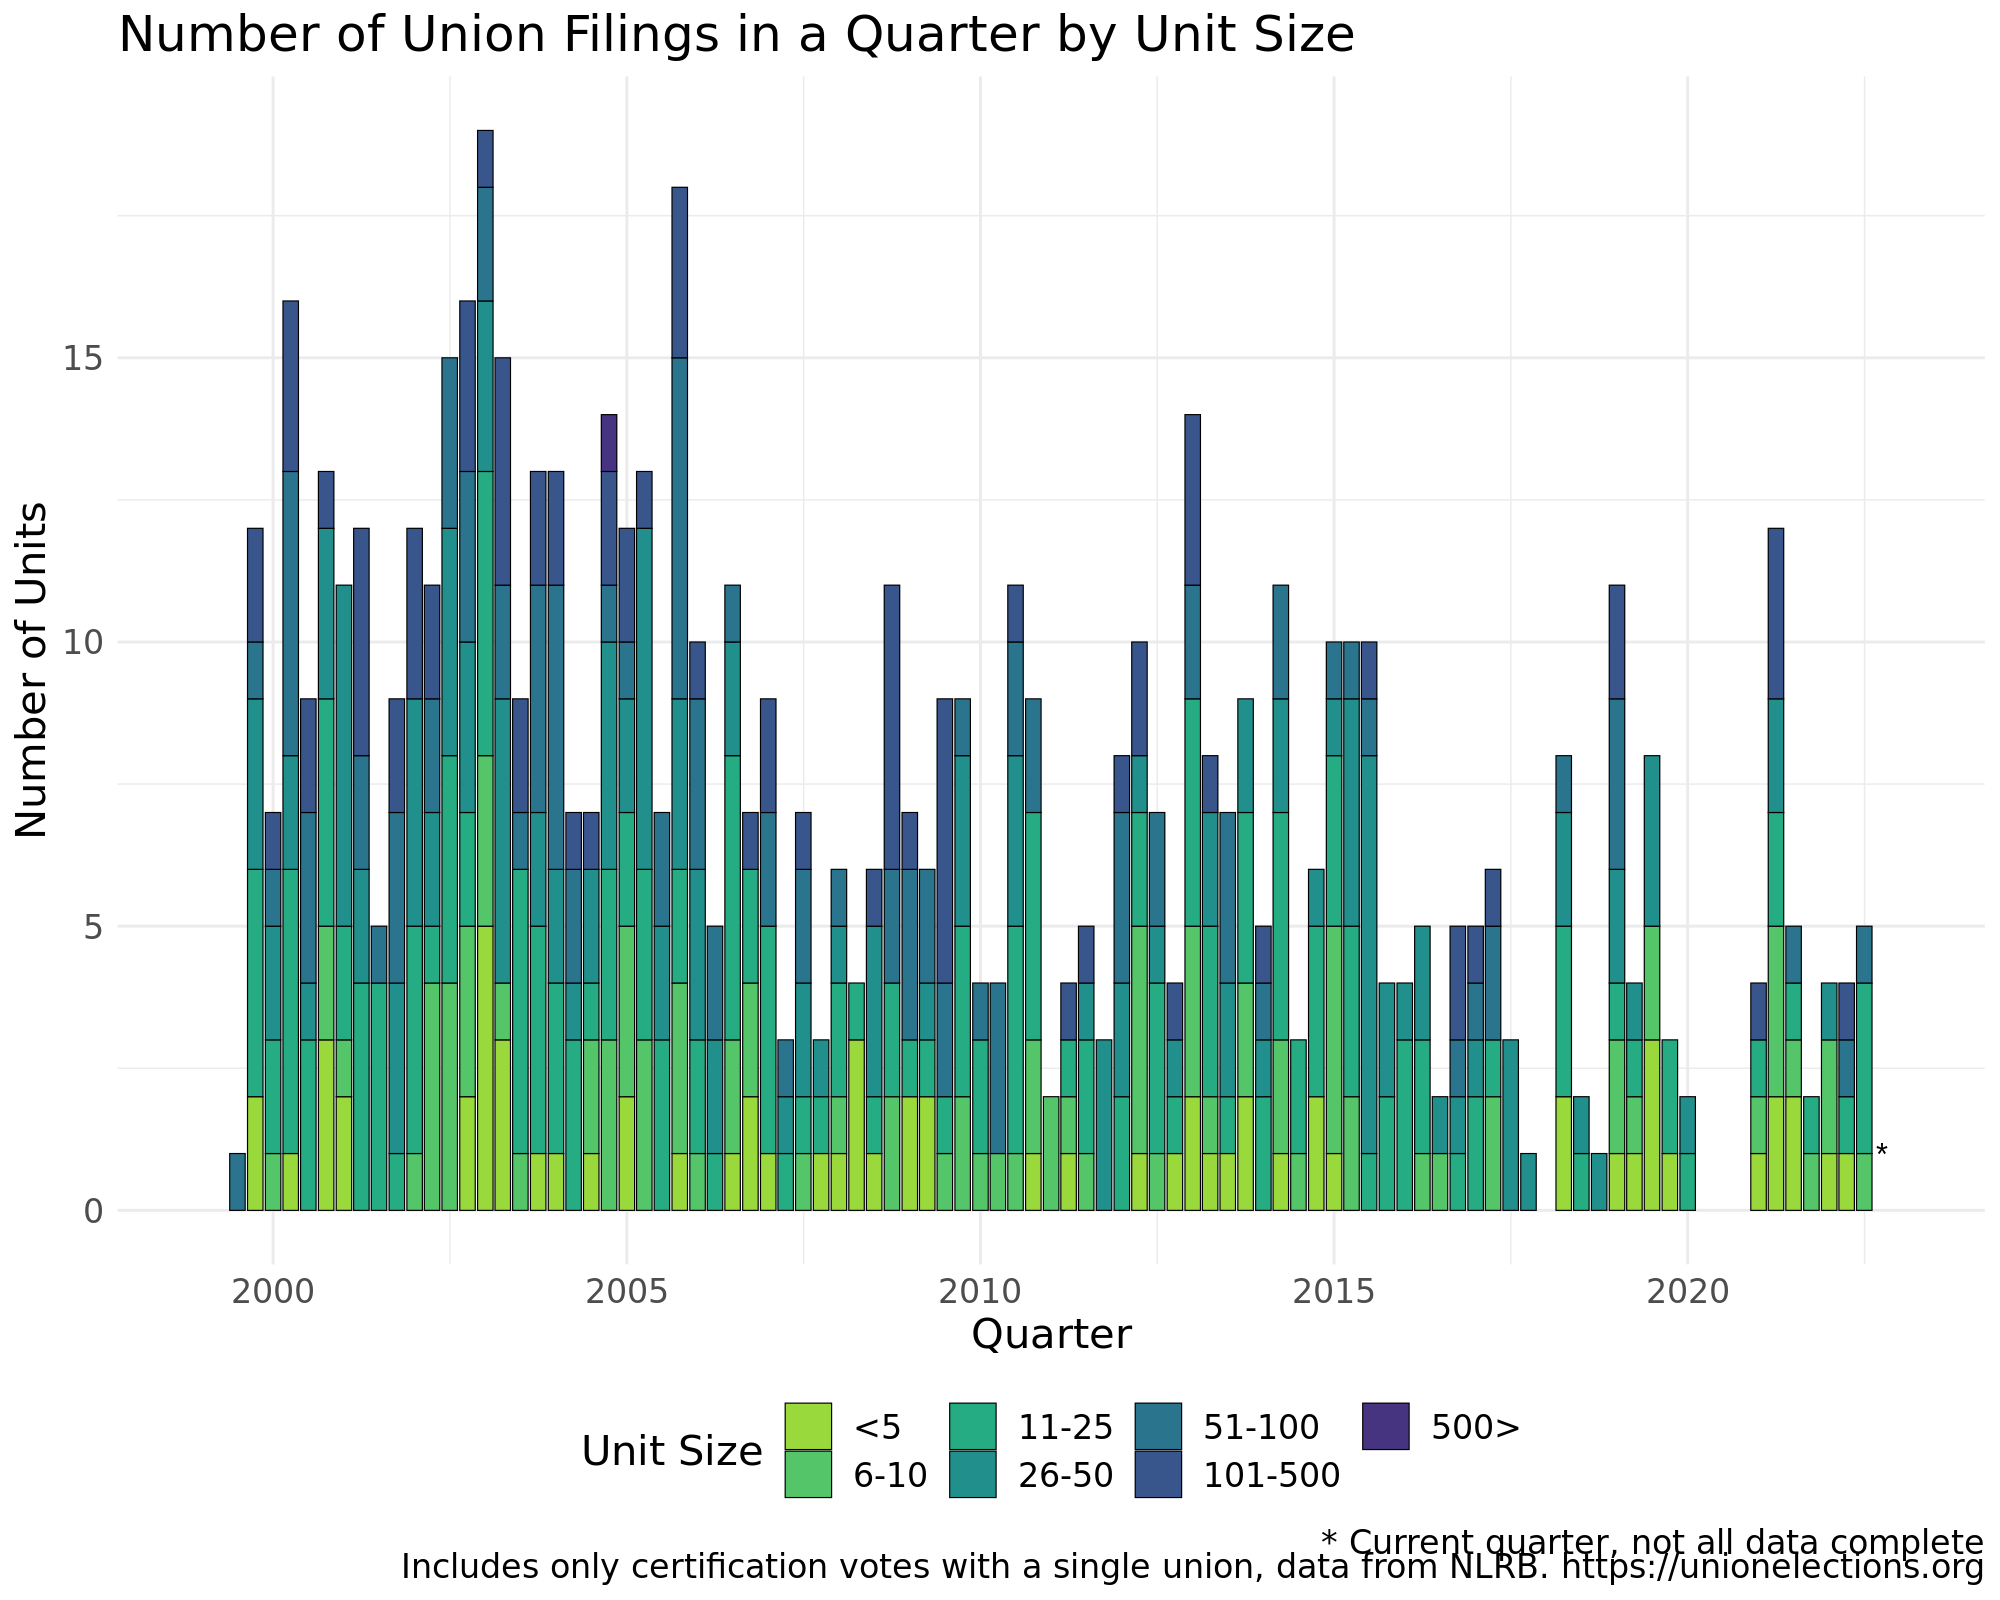 Number of Union Filings in a Quarter by Unit Size
Number of Units
15
10
5
0
*
2000 2005 2010 2015 2020
Quarter
Unit Size
<5 11-25 51-100 500>
6-10 26-50 101-500
* Current quarter, not all data complete
Includes only certification votes with a single union, data from NLRB. https://unionelections.org